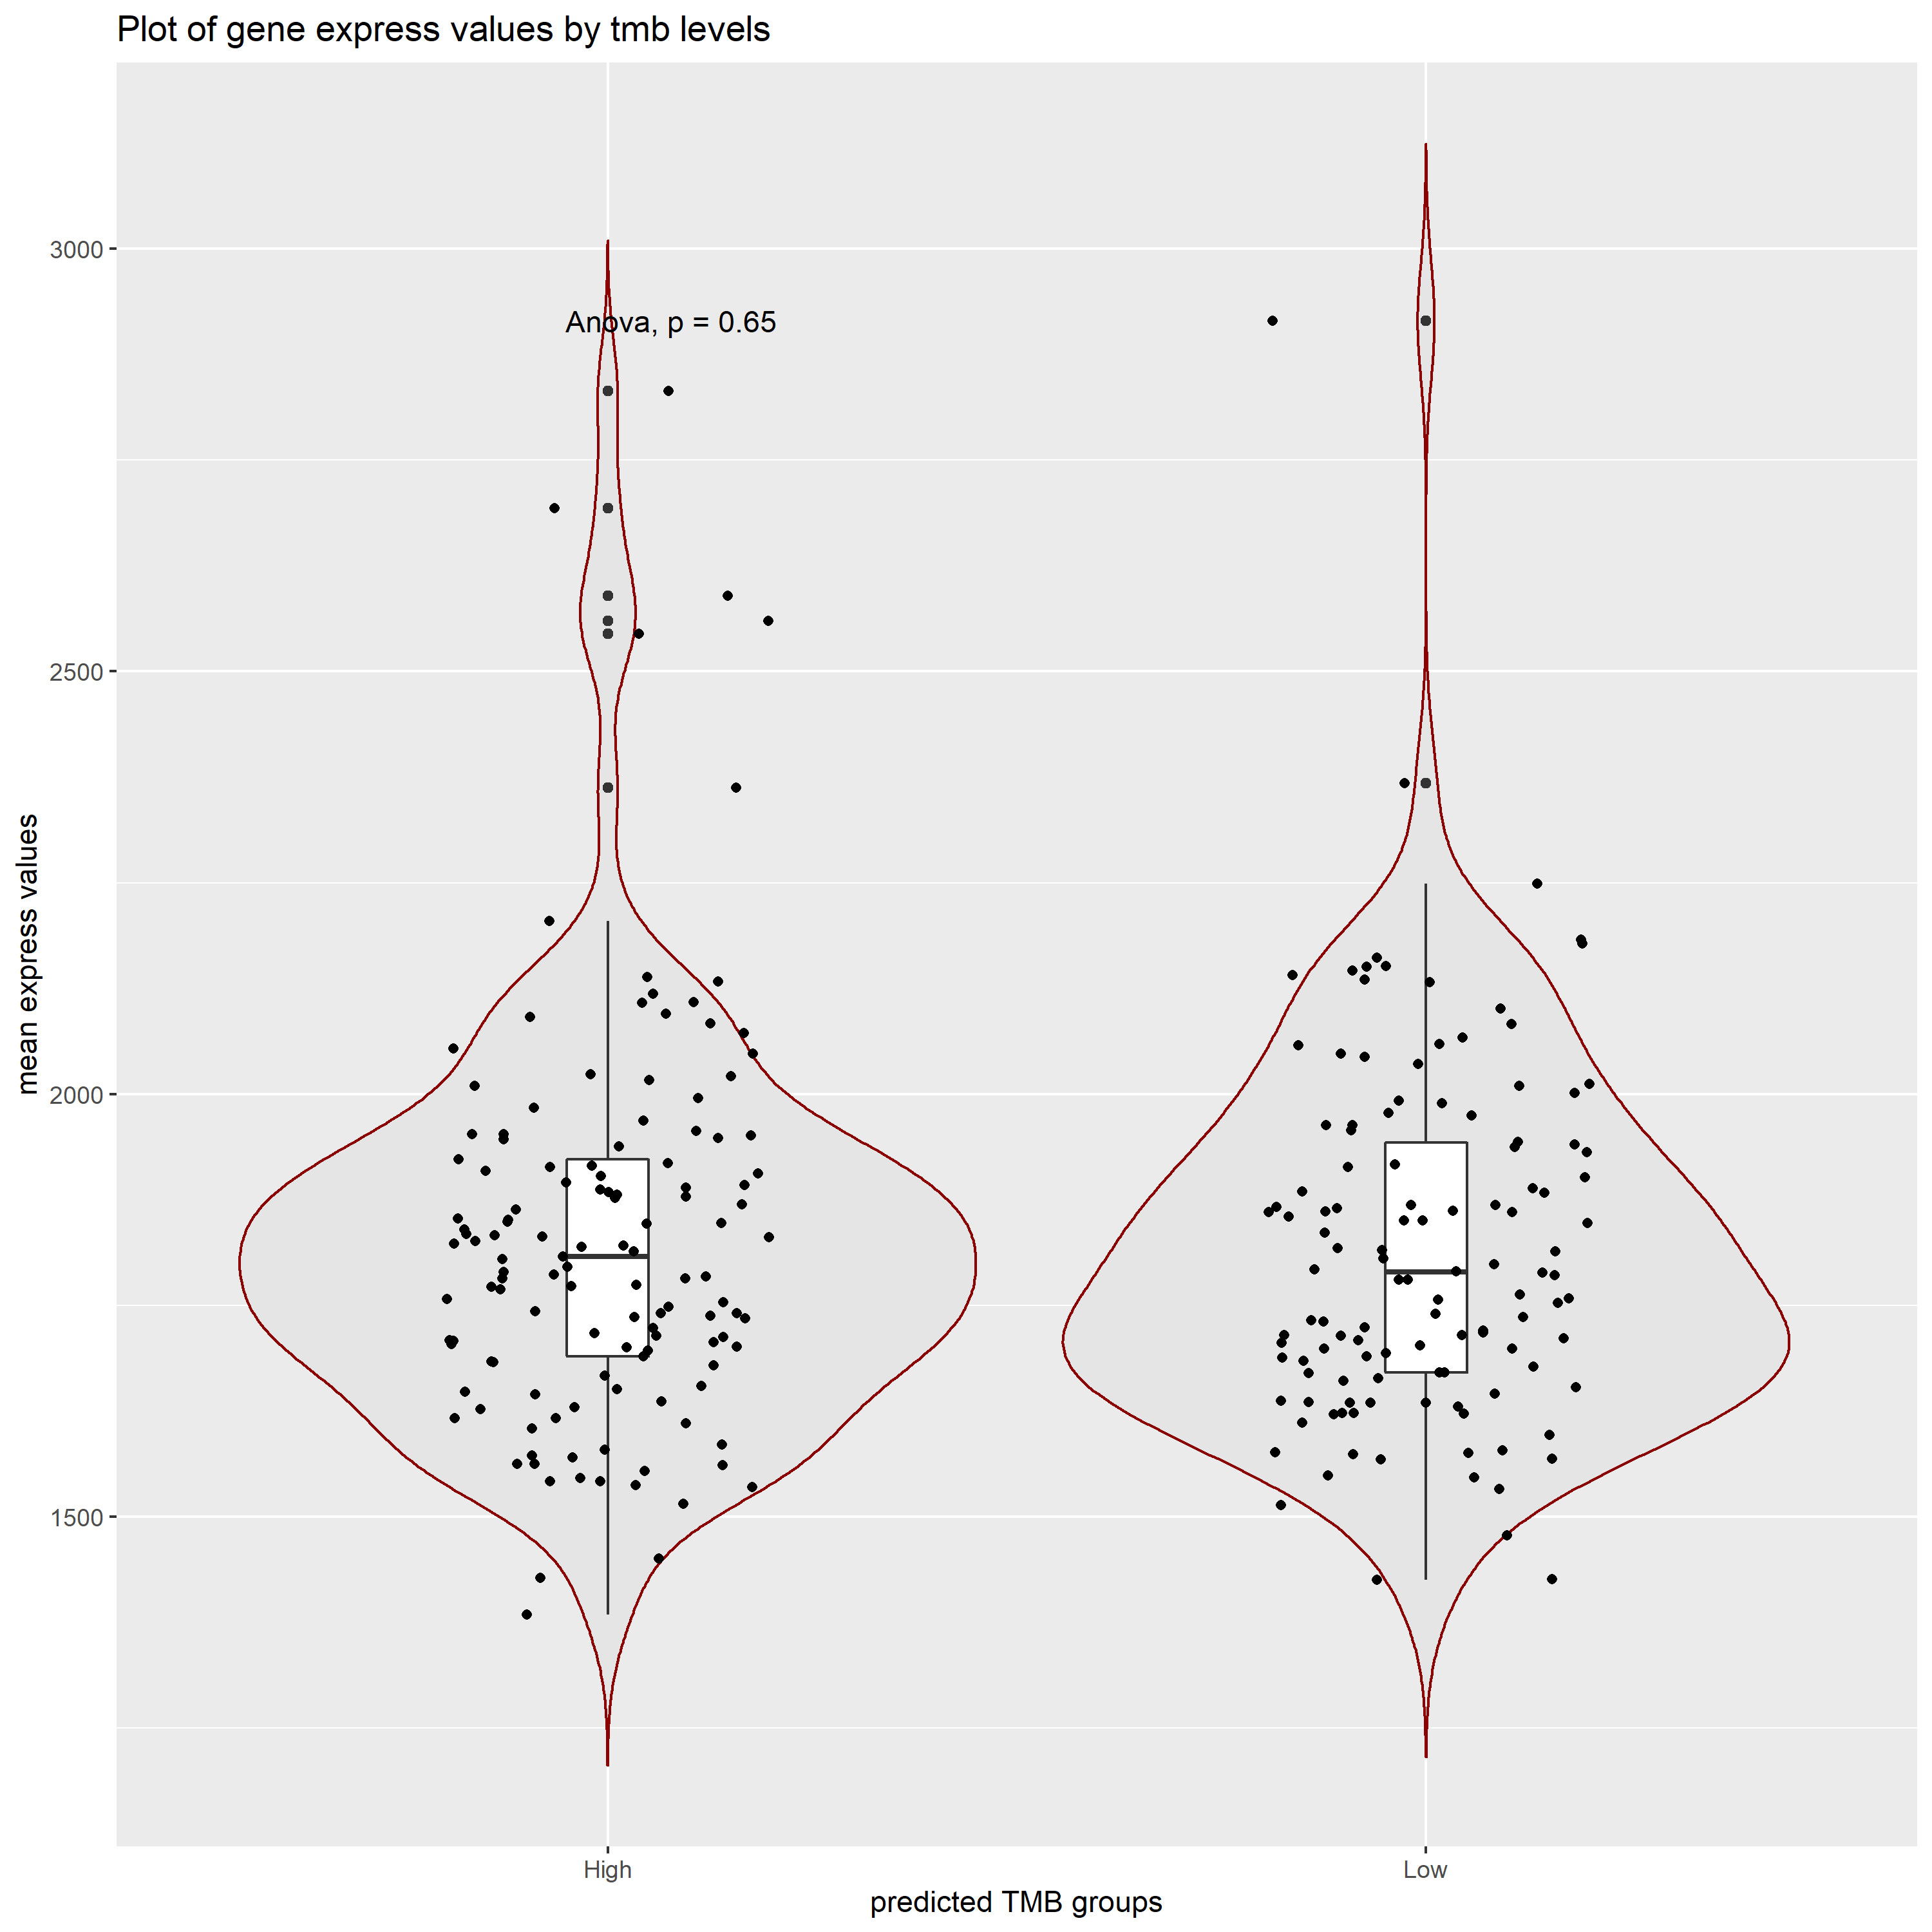 Plot of gene express values by tmb levels
3000
Anova, p = 0.65
2500
mean express values
2000
1500
High
Low
predicted TMB groups